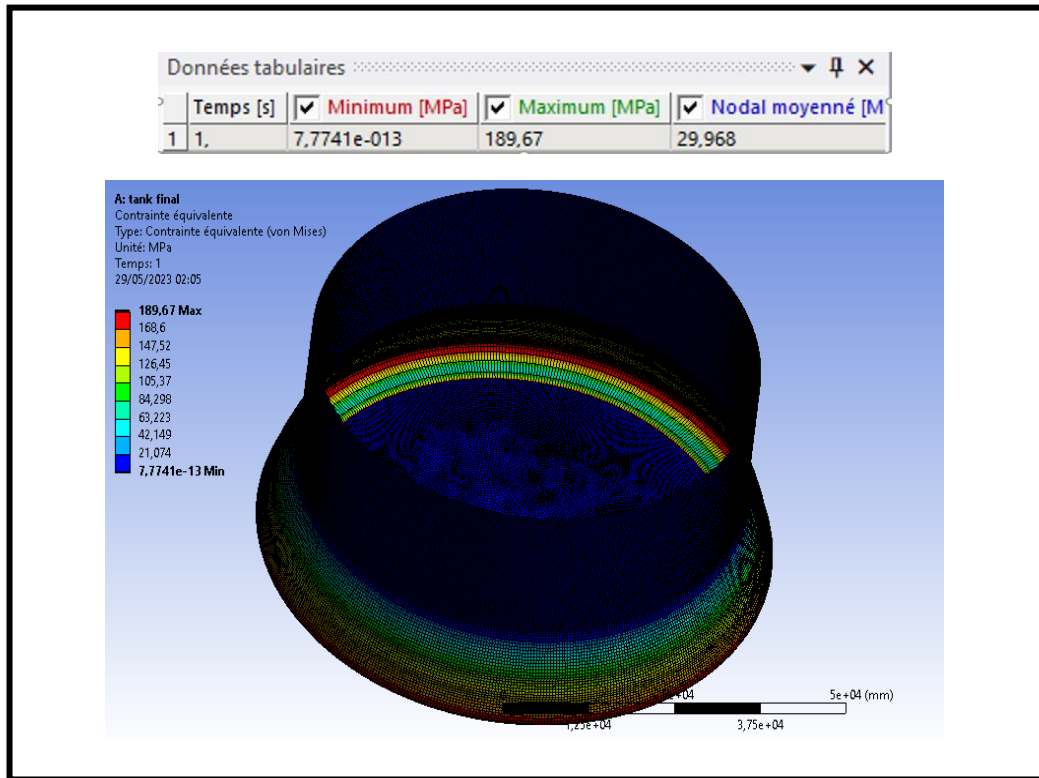 Données tabulaires
Temps [s] Minimum [MPa] Maximum [MPa] Nodal moyenné [M
1 1, 7,7741e-013 189,67 29,968
A: tank final
Contrainte équivalente
Type: Contrainte équivalente (von Mises)
Unité: MPa
Temps: 1
29/05/2023 02:05
189,67 Max
168,6
147,52
126,45
105,37
84,298
63,223
42,149
21,074
7,7741e-13 Min
5e+04 (mm)
3,75e+04